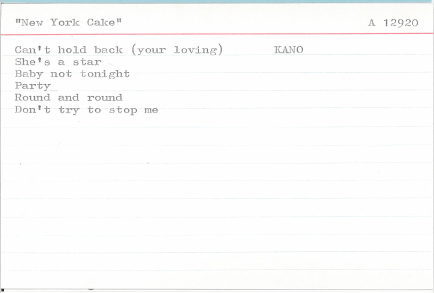 "New York Cake" A 12920
Can't hold back (your loving) KANO
She's a star
Baby not tonight
Party
Round and round
Don't try to stop me